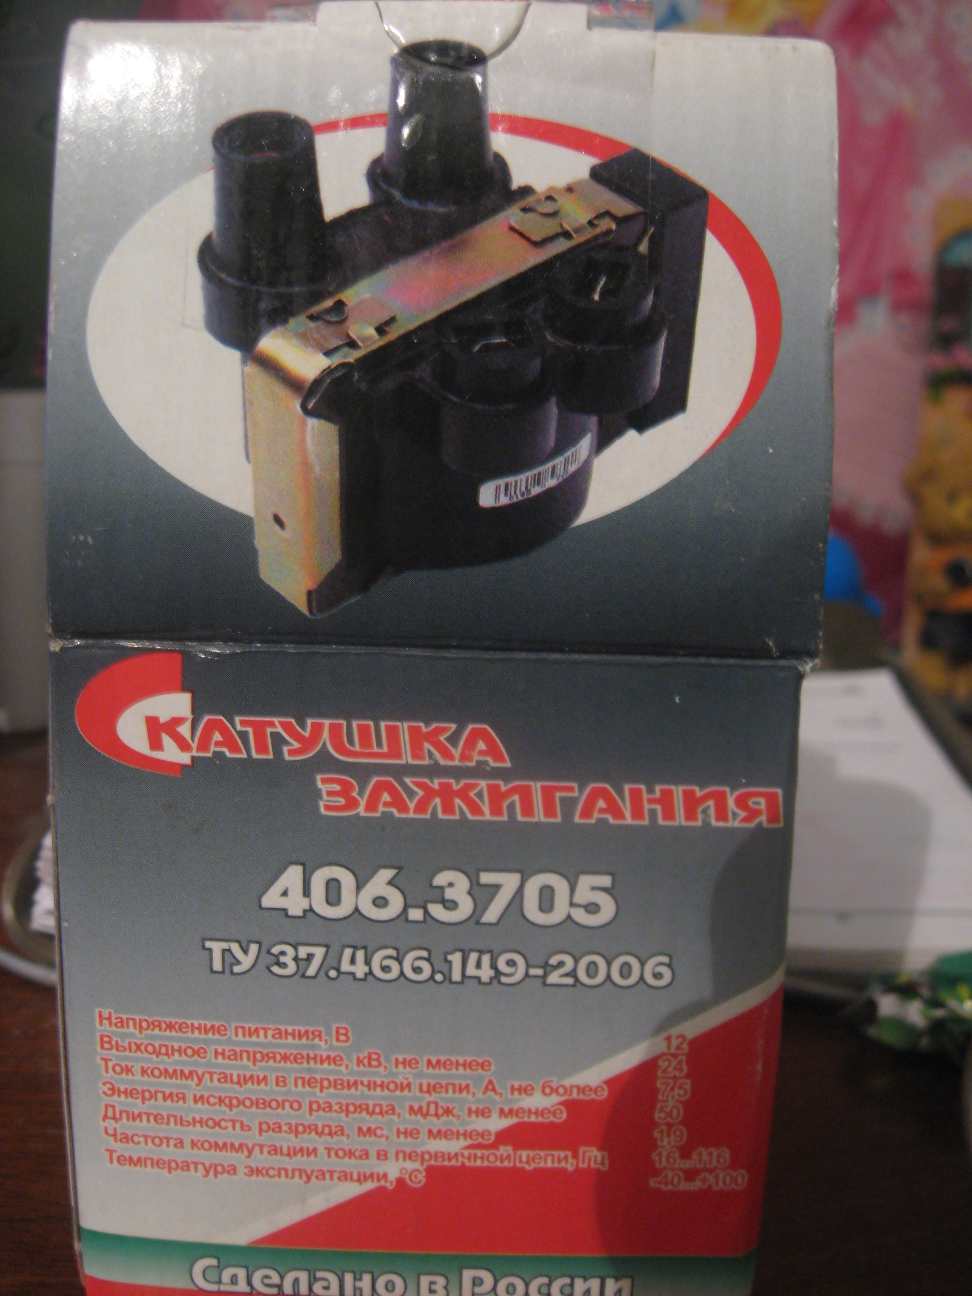 КАТУШКА
ЗАЖИГАНИЯ
406.3705
ТУ 37.466.149-2006
Напряжение питания, В 12
Выходное напряжение, кВ, не менее 24
Ток коммутации в первичной цепи, А, не более 7,5
Энергия искрового разряда, мДж, не менее 50
Длительность разряда, мс, не менее 1,9
Частота коммутации тока в первичной цепи, Гц 16...116
Температура эксплуатации, °С -40...+100
Сделано в России